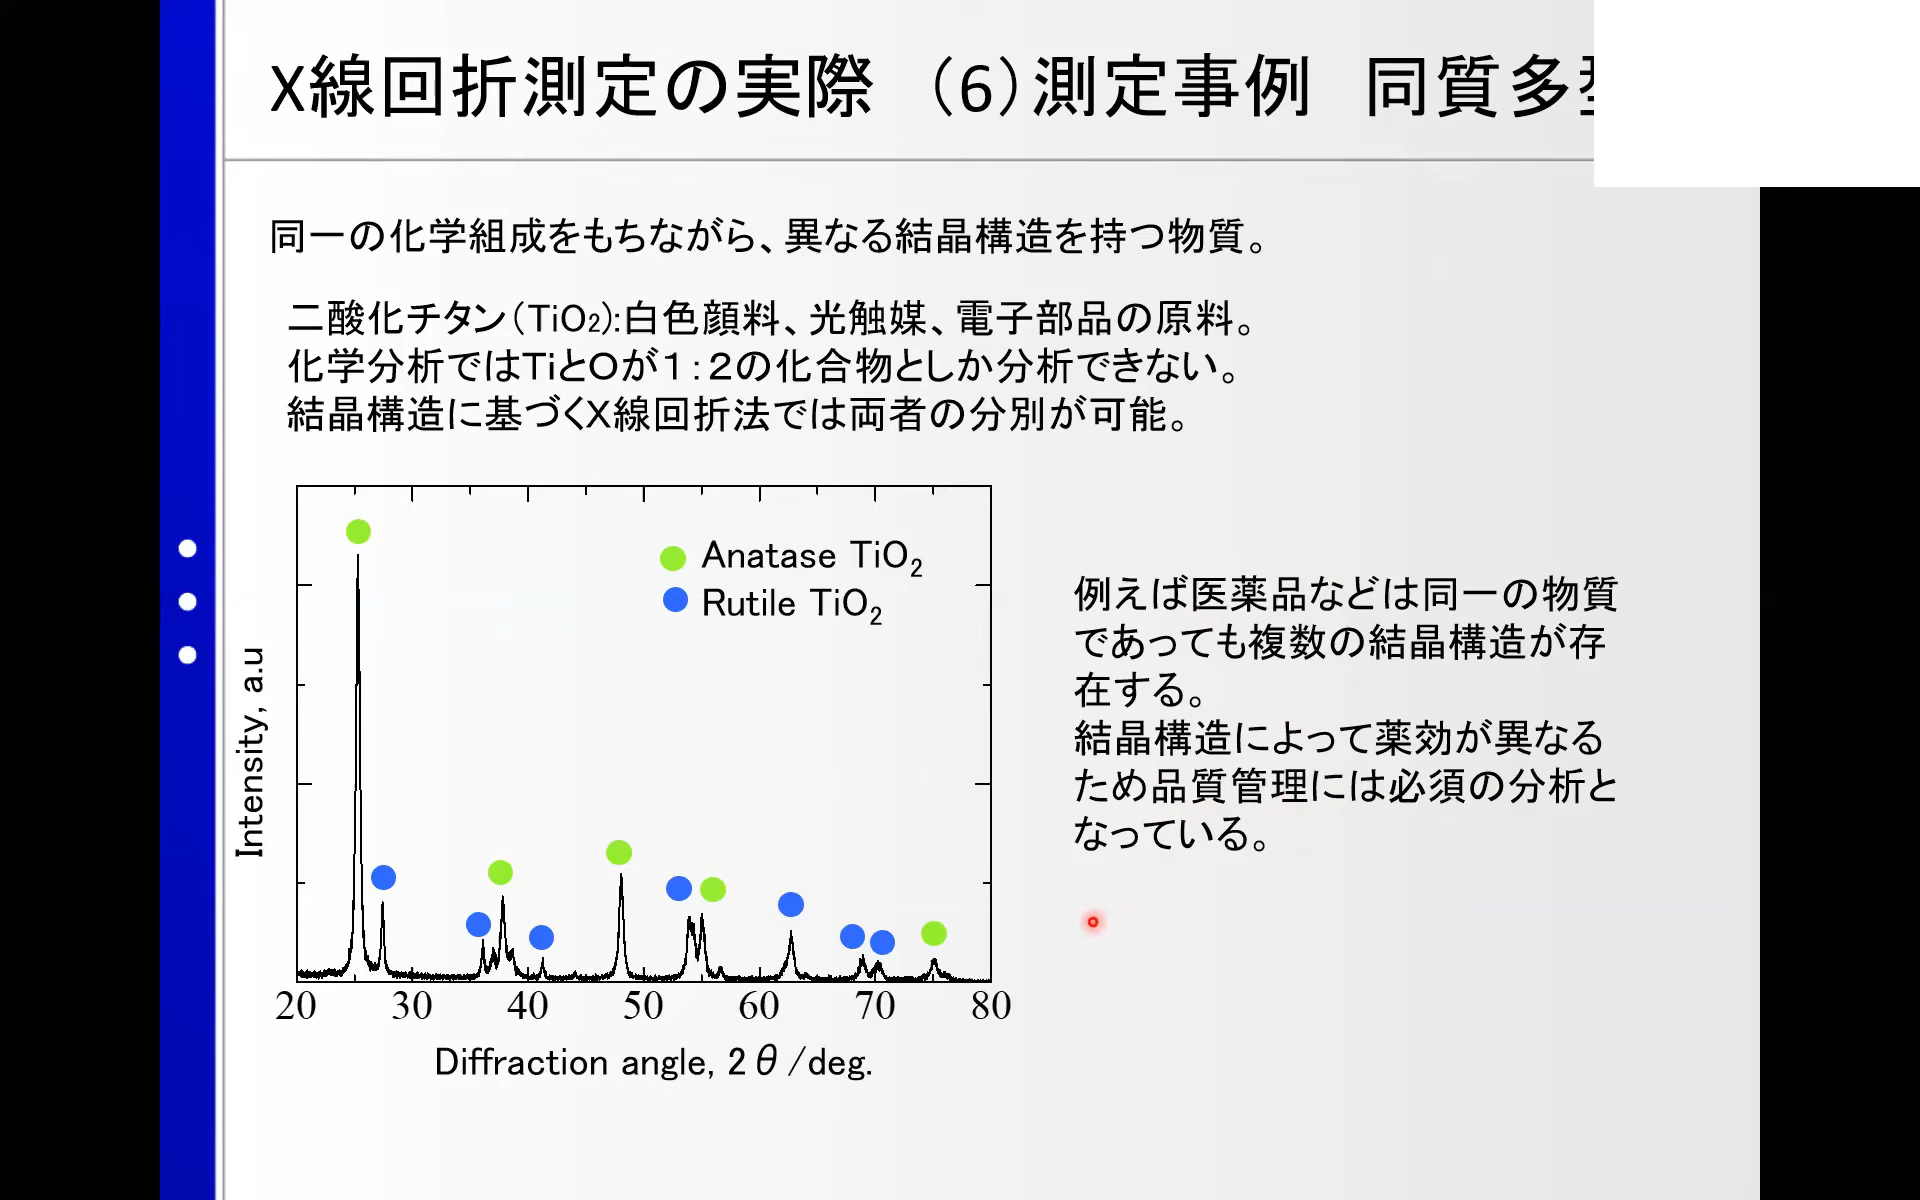 X線回折測定の実際　（6）測定事例　同質多
同一の化学組成をもちながら、異なる結晶構造を持つ物質。
二酸化チタン（TiO2）:白色顔料、光触媒、電子部品の原料。
化学分析ではTiとOが１：２の化合物としか分析できない。
結晶構造に基づくX線回折法では両者の分別が可能。
Anatase TiO2
Rutile TiO2
Intensity, a.u
20 30 40 50 60 70 80
Diffraction angle, 2θ/deg.
例えば医薬品などは同一の物質
であっても複数の結晶構造が存
在する。
結晶構造によって薬効が異なる
ため品質管理には必須の分析と
なっている。